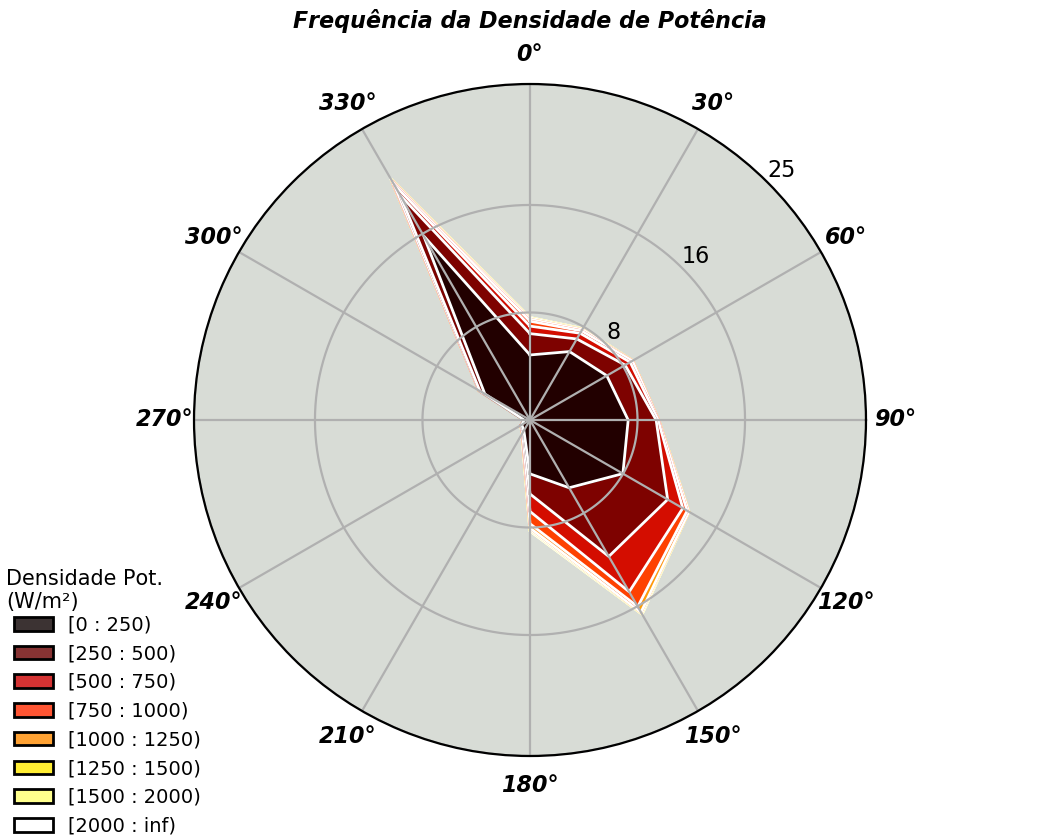 Frequência da Densidade de Potência
0°
30°
60°
90°
120°
150°
180°
210°
240°
270°
300°
330°
8
16
25
Densidade Pot.
(W/m²)
[0 : 250)
[250 : 500)
[500 : 750)
[750 : 1000)
[1000 : 1250)
[1250 : 1500)
[1500 : 2000)
[2000 : inf)